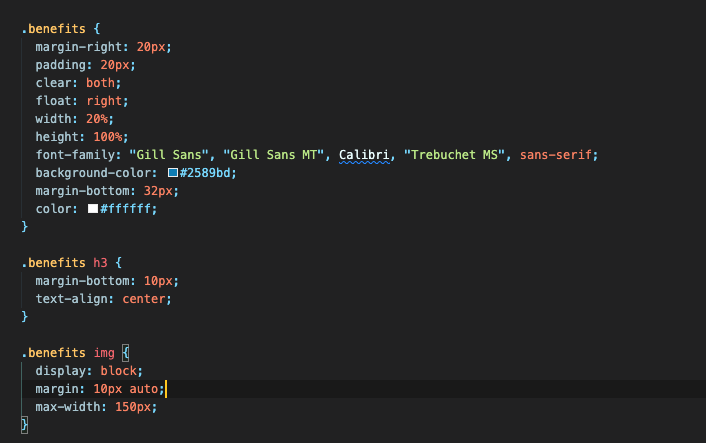 .benefits {
  margin-right: 20px;
  padding: 20px;
  clear: both;
  float: right;
  width: 20%;
  height: 100%;
  font-family: "Gill Sans", "Gill Sans MT", Calibri, "Trebuchet MS", sans-serif;
  background-color: #2589bd;
  margin-bottom: 32px;
  color: #ffffff;
}

.benefits h3 {
  margin-bottom: 10px;
  text-align: center;
}

.benefits img {
  display: block;
  margin: 10px auto;
  max-width: 150px;
}